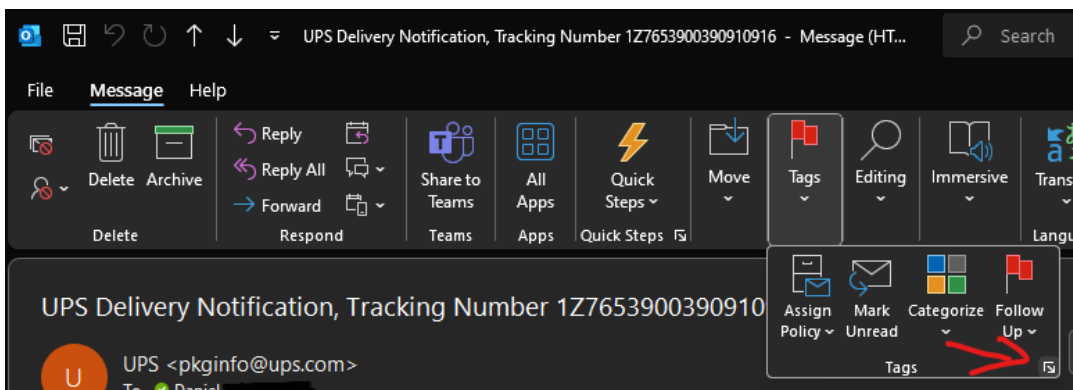 UPS Delivery Notification, Tracking Number 1Z7653900390910916 - Message (HT... Search
File Message Help
Delete Archive
Reply
Reply All
Forward
Share to Teams
All Apps
Quick Steps
Move
Tags
Editing
Immersive
Delete Respond Teams Apps Quick Steps
UPS Delivery Notification, Tracking Number 1Z7653900390910
Assign Policy
Mark Unread
Categorize
Follow Up
Tags
U
UPS <pkginfo@ups.com>
To Daniel